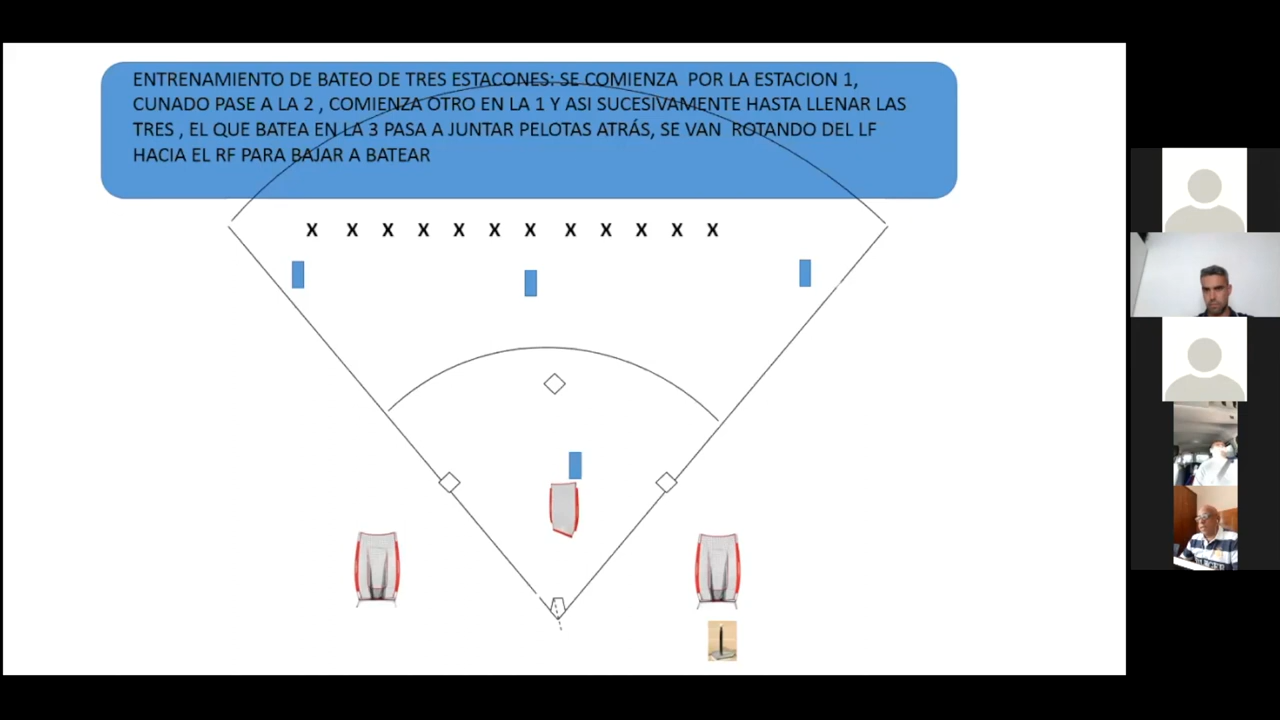 ENTRENAMIENTO DE BATEO DE TRES ESTACONES: SE COMIENZA POR LA ESTACION 1,
CUNADO PASE A LA 2 , COMIENZA OTRO EN LA 1 Y ASI SUCESIVAMENTE HASTA LLENAR LAS
TRES , EL QUE BATEA EN LA 3 PASA A JUNTAR PELOTAS ATRÁS, SE VAN ROTANDO DEL LF
HACIA EL RF PARA BAJAR A BATEAR
X X X X X X X X X X X X